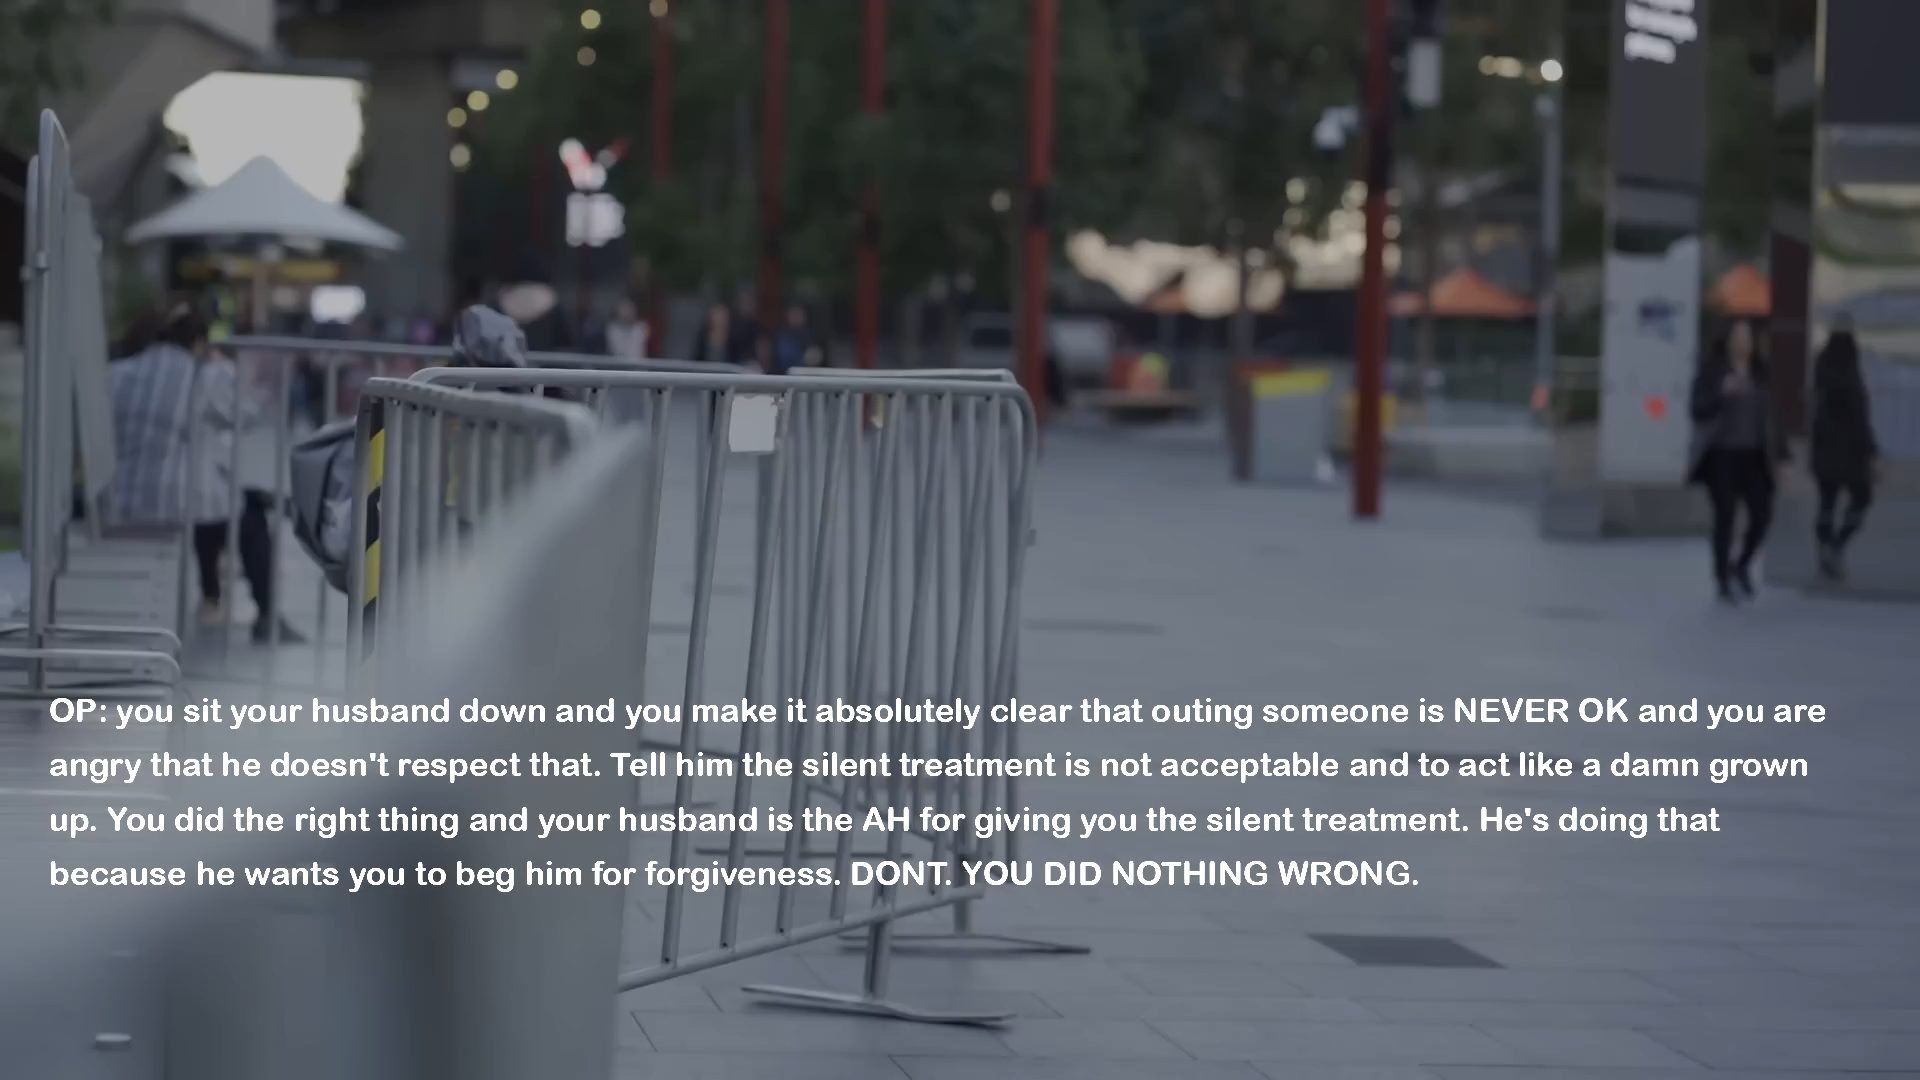 OP: you sit your husband down and you make it absolutely clear that outing someone is NEVER OK and you are
angry that he doesn't respect that. Tell him the silent treatment is not acceptable and to act like a damn grown
up. You did the right thing and your husband is the AH for giving you the silent treatment. He's doing that
because he wants you to beg him for forgiveness. DONT. YOU DID NOTHING WRONG.